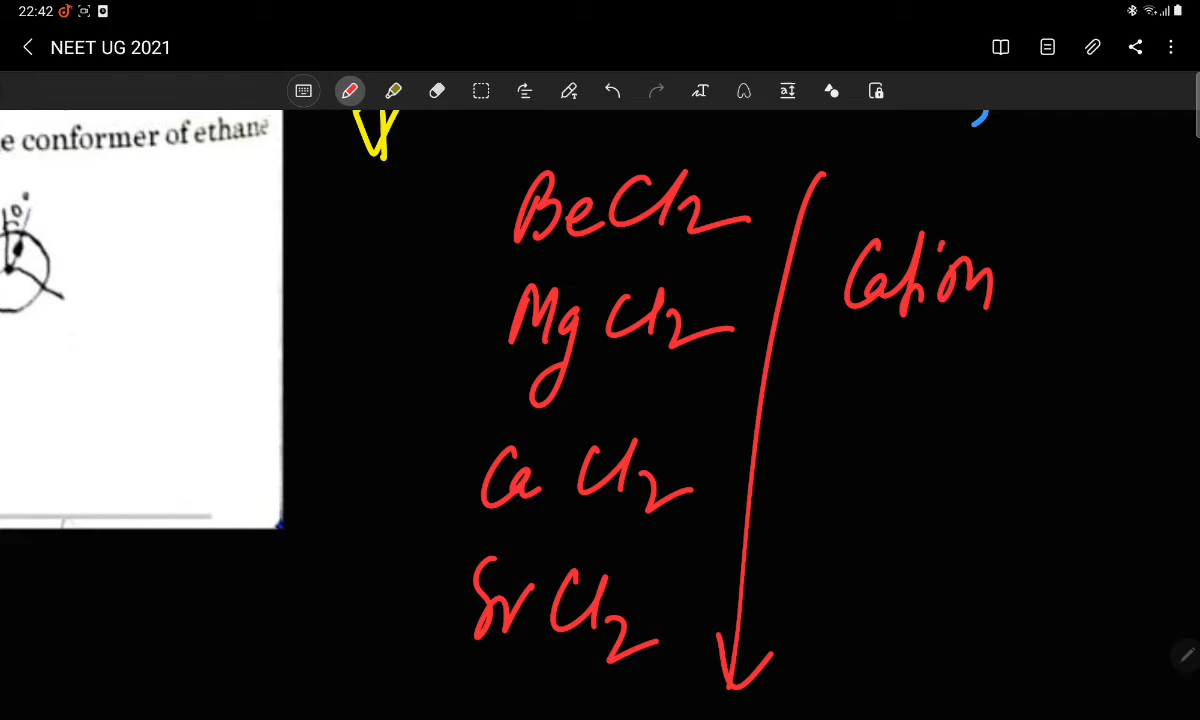 22:42
NEET UG 2021
e conformer of ethane
BeCl2
MgCl2
Cation
CaCl2
SrCl2